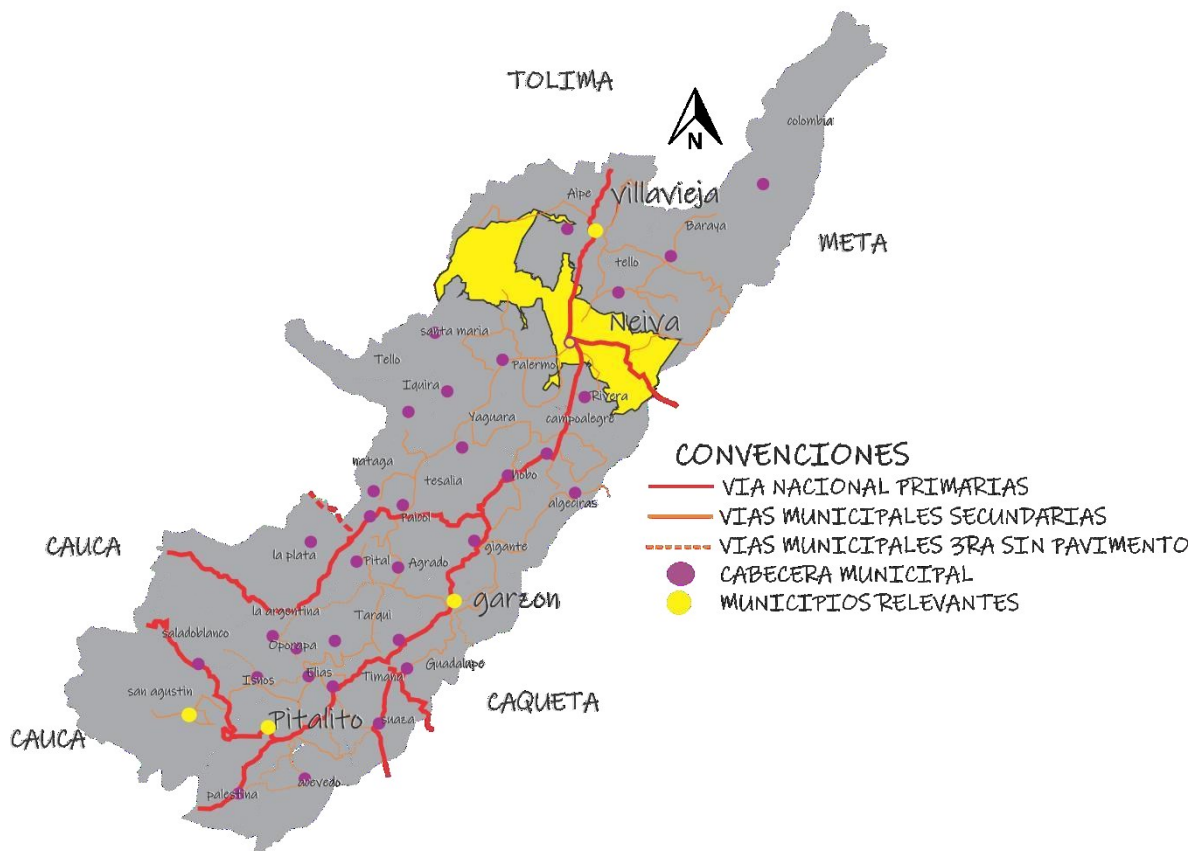 TOLIMA
N
colombia
Alpe
Villavieja
Baraya
META
tello
Neiva
santa maria
Tello
Palermo
Iquira
Rivera
Yaguara
campoalegre
nataga
tesalia
hobo
algeciras
Paibol
CAUCA
la plata
Pital
Agrado
gigante
garzon
la argentina
Tarqui
saladoblanco
Oporapa
Guadalupe
Isnos
Elias
Timana
san agustin
CAQUETA
Pitalito
suaza
CAUCA
acevedo
palestina
CONVENCIONES
VIA NACIONAL PRIMARIAS
VIAS MUNICIPALES SECUNDARIAS
VIAS MUNICIPALES 3RA SIN PAVIMENTO
CABECERA MUNICIPAL
MUNICIPIOS RELEVANTES